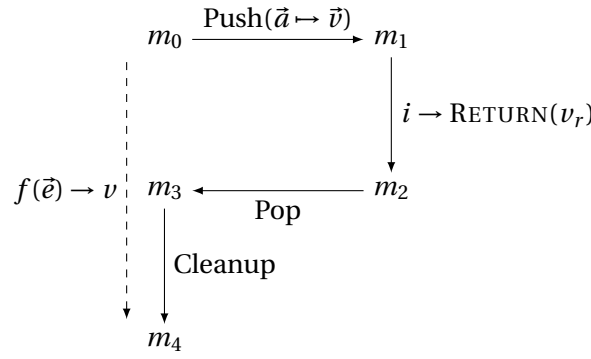 Push(a⃗ ↦ v⃗)
m₀ m₁
i → RETURN(vᵣ)
f(e⃗) → v m₃ m₂
Pop
Cleanup
m₄